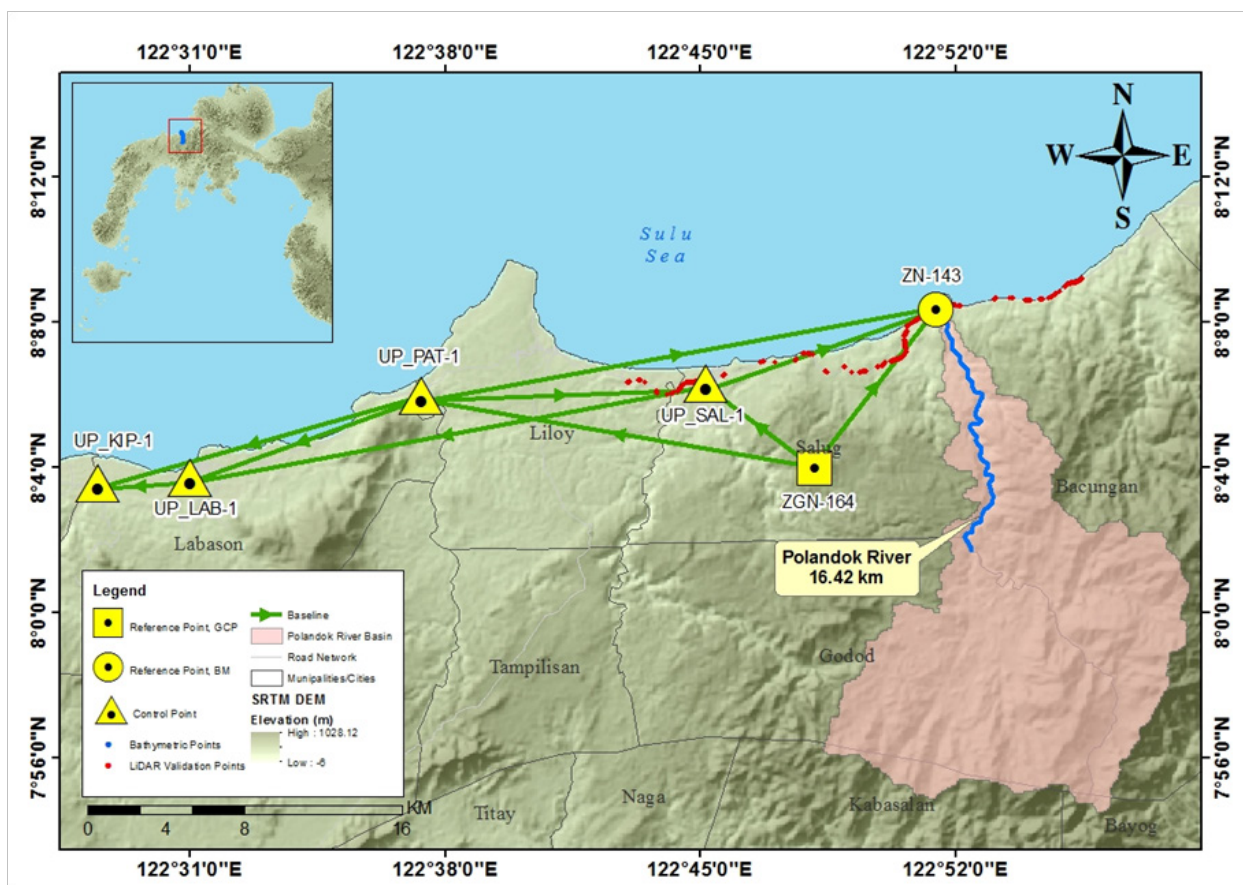 122°31'0"E 122°38'0"E 122°45'0"E 122°52'0"E
N
W E
S
8°12'0"N 8°12'0"N
Sulu
Sea
ZN-143
8°8'0"N 8°8'0"N
UP_PAT-1
UP_SAL-1
Liloy
UP_KIP-1
Salug
8°4'0"N 8°4'0"N
UP_LAB-1
ZGN-164
Bacungan
Labason
Polandok River
16.42 km
Legend
Reference Point, GCP
Reference Point, BM
Control Point
Bathymetric Points
LiDAR Validation Points
Baseline
Polandok River Basin
Road Network
Munipalities/Cities
SRTM DEM
Elevation (m)
High : 1028.12
Low : -6
8°0'0"N 8°0'0"N
Godod
Tampilisan
7°56'0"N 7°56'0"N
Naga
Kabasalan
Titay
Bayog
KM
0 4 8 16
122°31'0"E 122°38'0"E 122°45'0"E 122°52'0"E